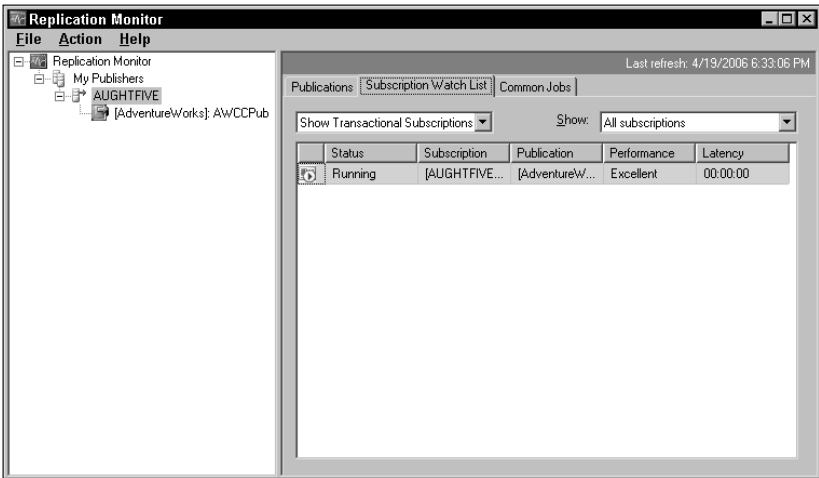 Replication Monitor
File Action Help
Replication Monitor
My Publishers
AUGHTFIVE
[AdventureWorks]: AWCCPub
Last refresh: 4/19/2006 6:33:06 PM
Publications Subscription Watch List Common Jobs
Show Transactional Subscriptions Show: All subscriptions
Status Subscription Publication Performance Latency
Running [AUGHTFIVE... [AdventureW... Excellent 00:00:00